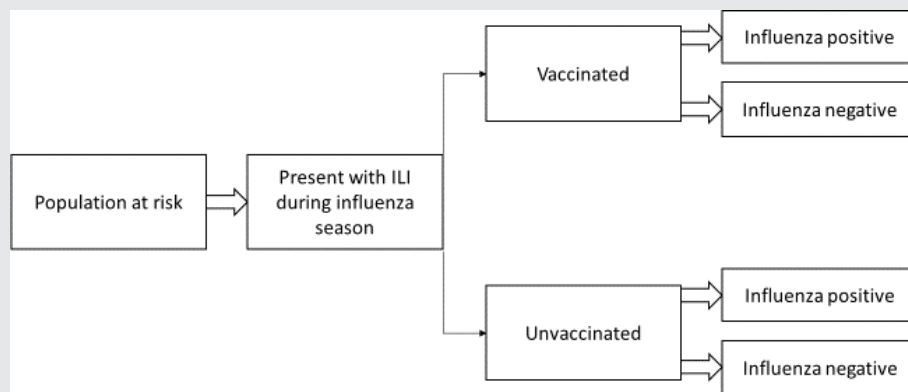 Population at risk
Present with ILI
during influenza
season
Vaccinated
Influenza positive
Influenza negative
Unvaccinated
Influenza positive
Influenza negative